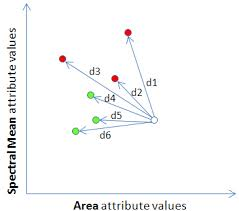 Spectral Mean attribute values
d1
d3
d2
d4
d5
d6
Area attribute values